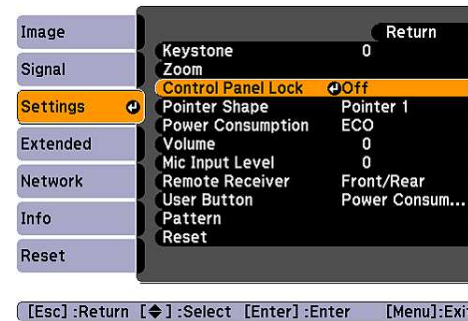 Image
Signal
Settings
Extended
Network
Info
Reset
Return
Keystone 0
Zoom
Control Panel Lock Off
Pointer Shape Pointer 1
Power Consumption ECO
Volume 0
Mic Input Level 0
Remote Receiver Front/Rear
User Button Power Consum...
Pattern
Reset
[Esc] :Return [◆] :Select [Enter] :Enter [Menu]:Exit